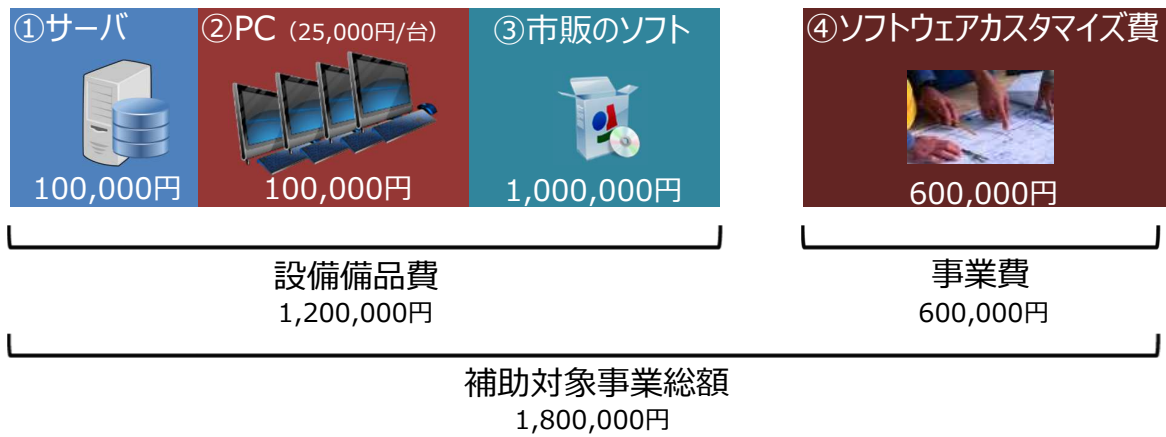 ①サーバ
②PC（25,000円/台）
③市販のソフト
④ソフトウェアカスタマイズ費
100,000円
100,000円
1,000,000円
600,000円
設備備品費
1,200,000円
事業費
600,000円
補助対象事業総額
1,800,000円